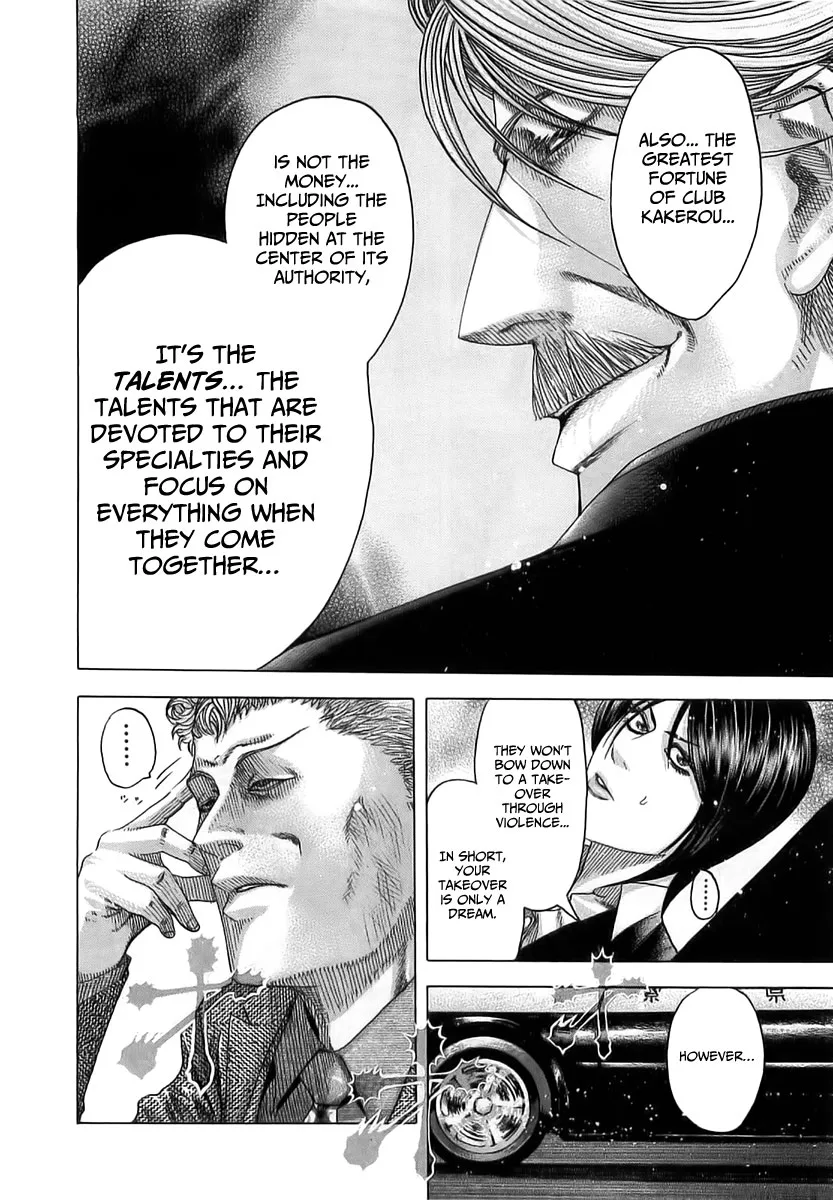 ALSO... THE
GREATEST
FORTUNE
OF CLUB
KAKEROU...
IS NOT THE
MONEY...
INCLUDING THE
PEOPLE
HIDDEN AT THE
CENTER OF ITS
AUTHORITY,
IT'S THE
TALENTS... THE
TALENTS THAT ARE
DEVOTED TO THEIR
SPECIALTIES AND
FOCUS ON
EVERYTHING WHEN
THEY COME
TOGETHER...
THEY WON'T
BOW DOWN
TO A TAKE-
OVER
THROUGH
VIOLENCE...
IN SHORT,
YOUR
TAKEOVER
IS ONLY A
DREAM.
......
......
HOWEVER...